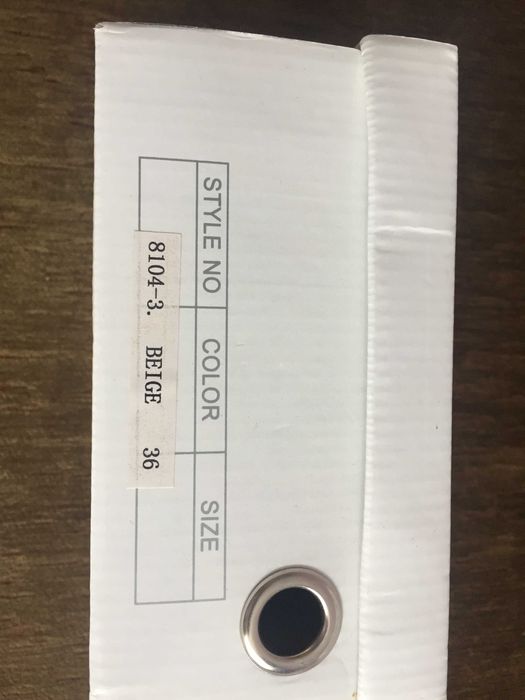 STYLE NO COLOR SIZE
8104-3. BEIGE 36